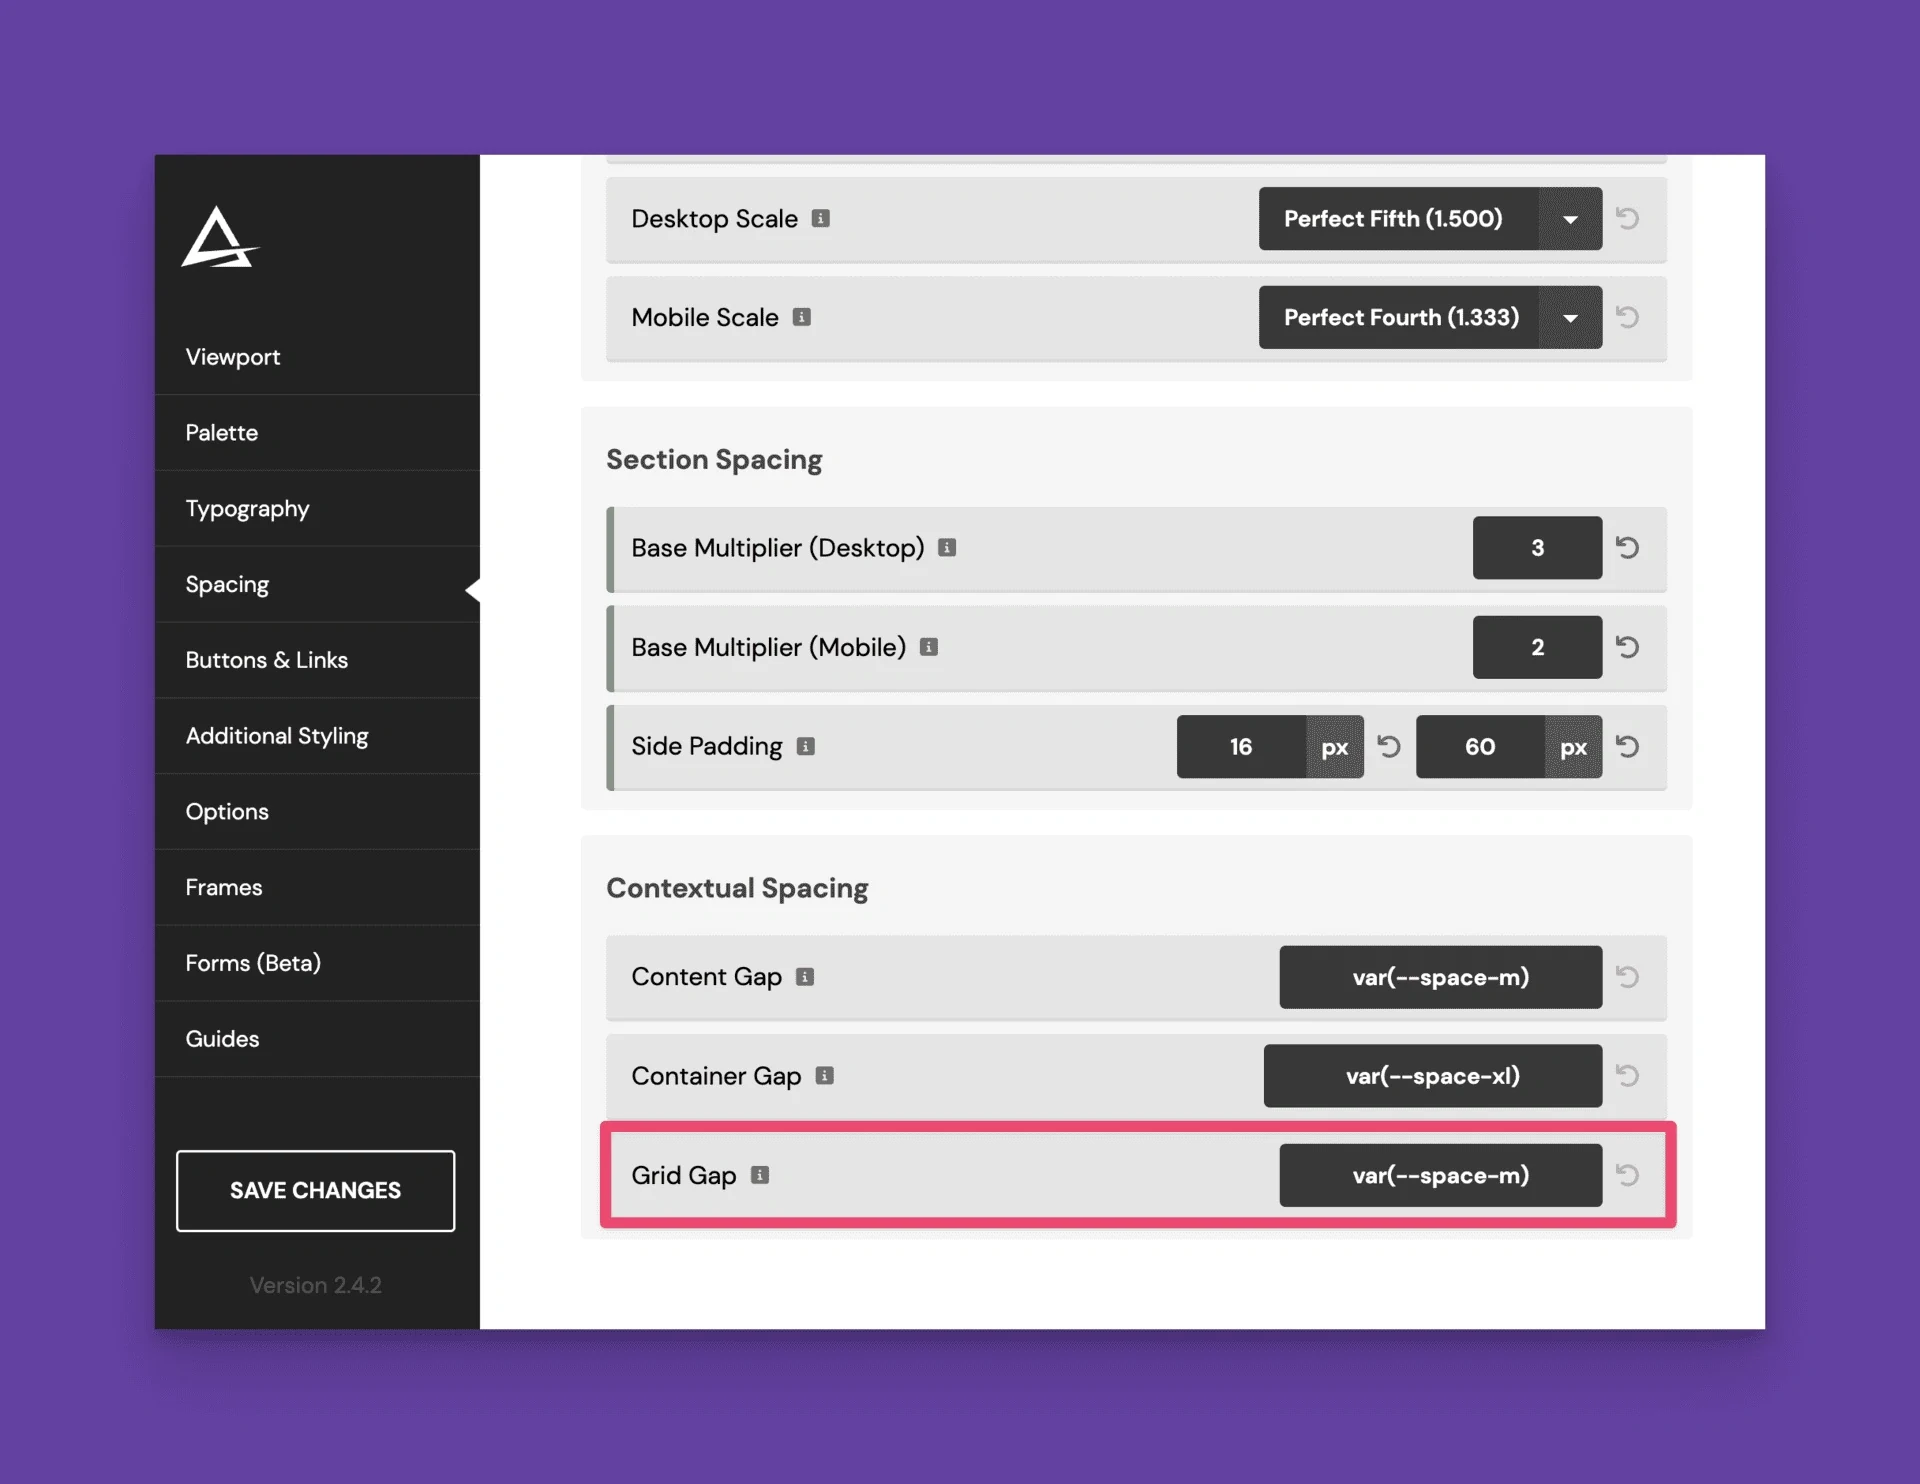 Viewport
Palette
Typography
Spacing
Buttons & Links
Additional Styling
Options
Frames
Forms (Beta)
Guides
SAVE CHANGES
Version 2.4.2
Desktop Scale
Perfect Fifth (1.500)
Mobile Scale
Perfect Fourth (1.333)
Section Spacing
Base Multiplier (Desktop)
3
Base Multiplier (Mobile)
2
Side Padding
16 px
60 px
Contextual Spacing
Content Gap
var(--space-m)
Container Gap
var(--space-xl)
Grid Gap
var(--space-m)